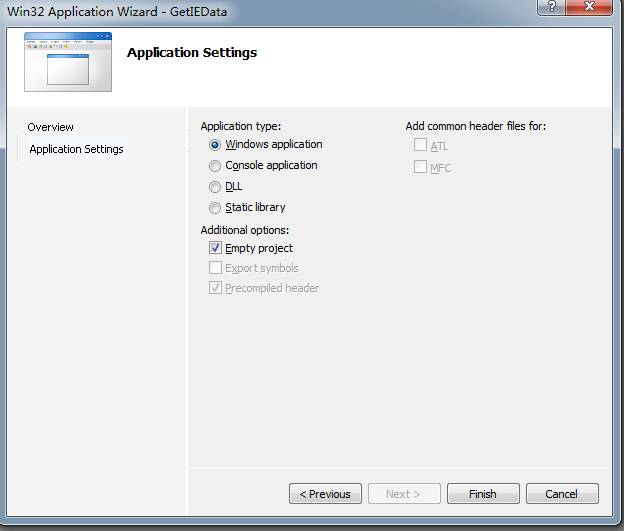 Win32 Application Wizard - GetIEData
?
X
Application Settings
Overview
Application Settings
Application type:
Windows application
Console application
DLL
Static library
Additional options:
Empty project
Export symbols
Precompiled header
Add common header files for:
ATL
MFC
< Previous
Next >
Finish
Cancel